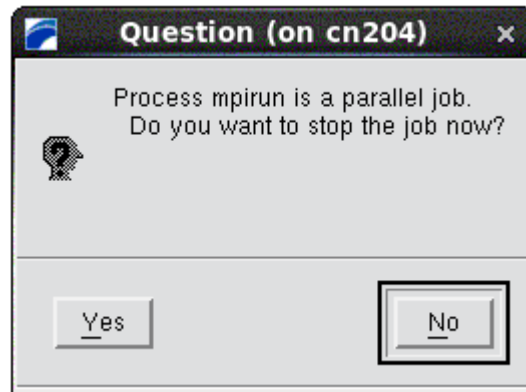 Question (on cn204)
Process mpirun is a parallel job.
Do you want to stop the job now?
Yes
No